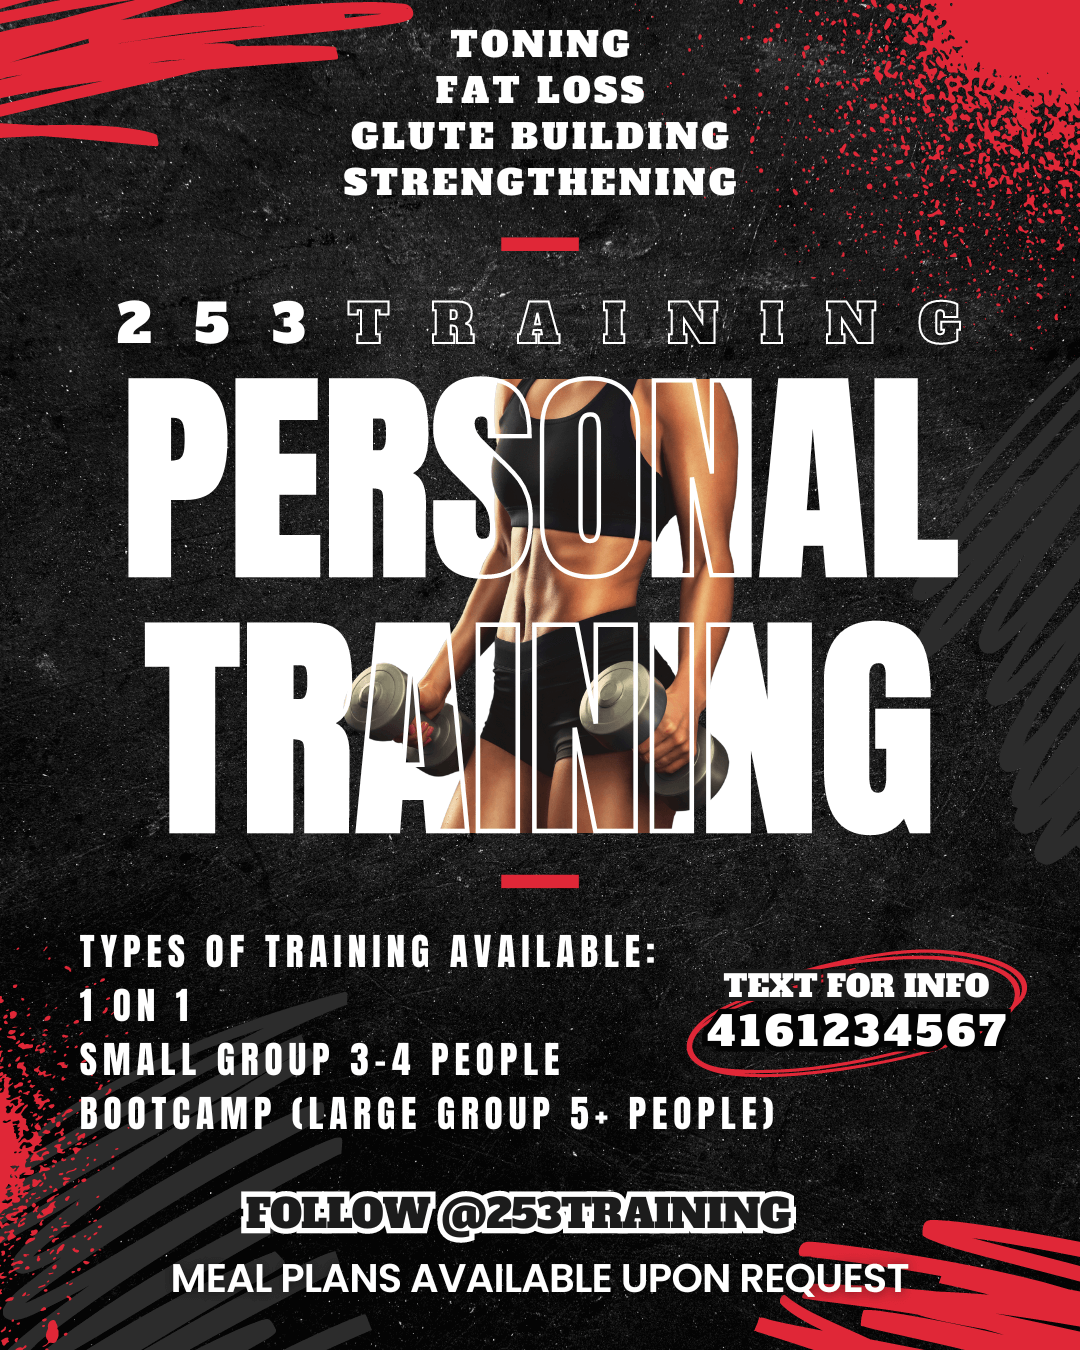 TONING
FAT LOSS
GLUTE BUILDING
STRENGTHENING
253TRAINING
PERSONAL
TRAINING
TYPES OF TRAINING AVAILABLE:
1 ON 1
SMALL GROUP 3-4 PEOPLE
BOOTCAMP (LARGE GROUP 5+ PEOPLE)
TEXT FOR INFO
4161234567
FOLLOW @253TRAINING
MEAL PLANS AVAILABLE UPON REQUEST